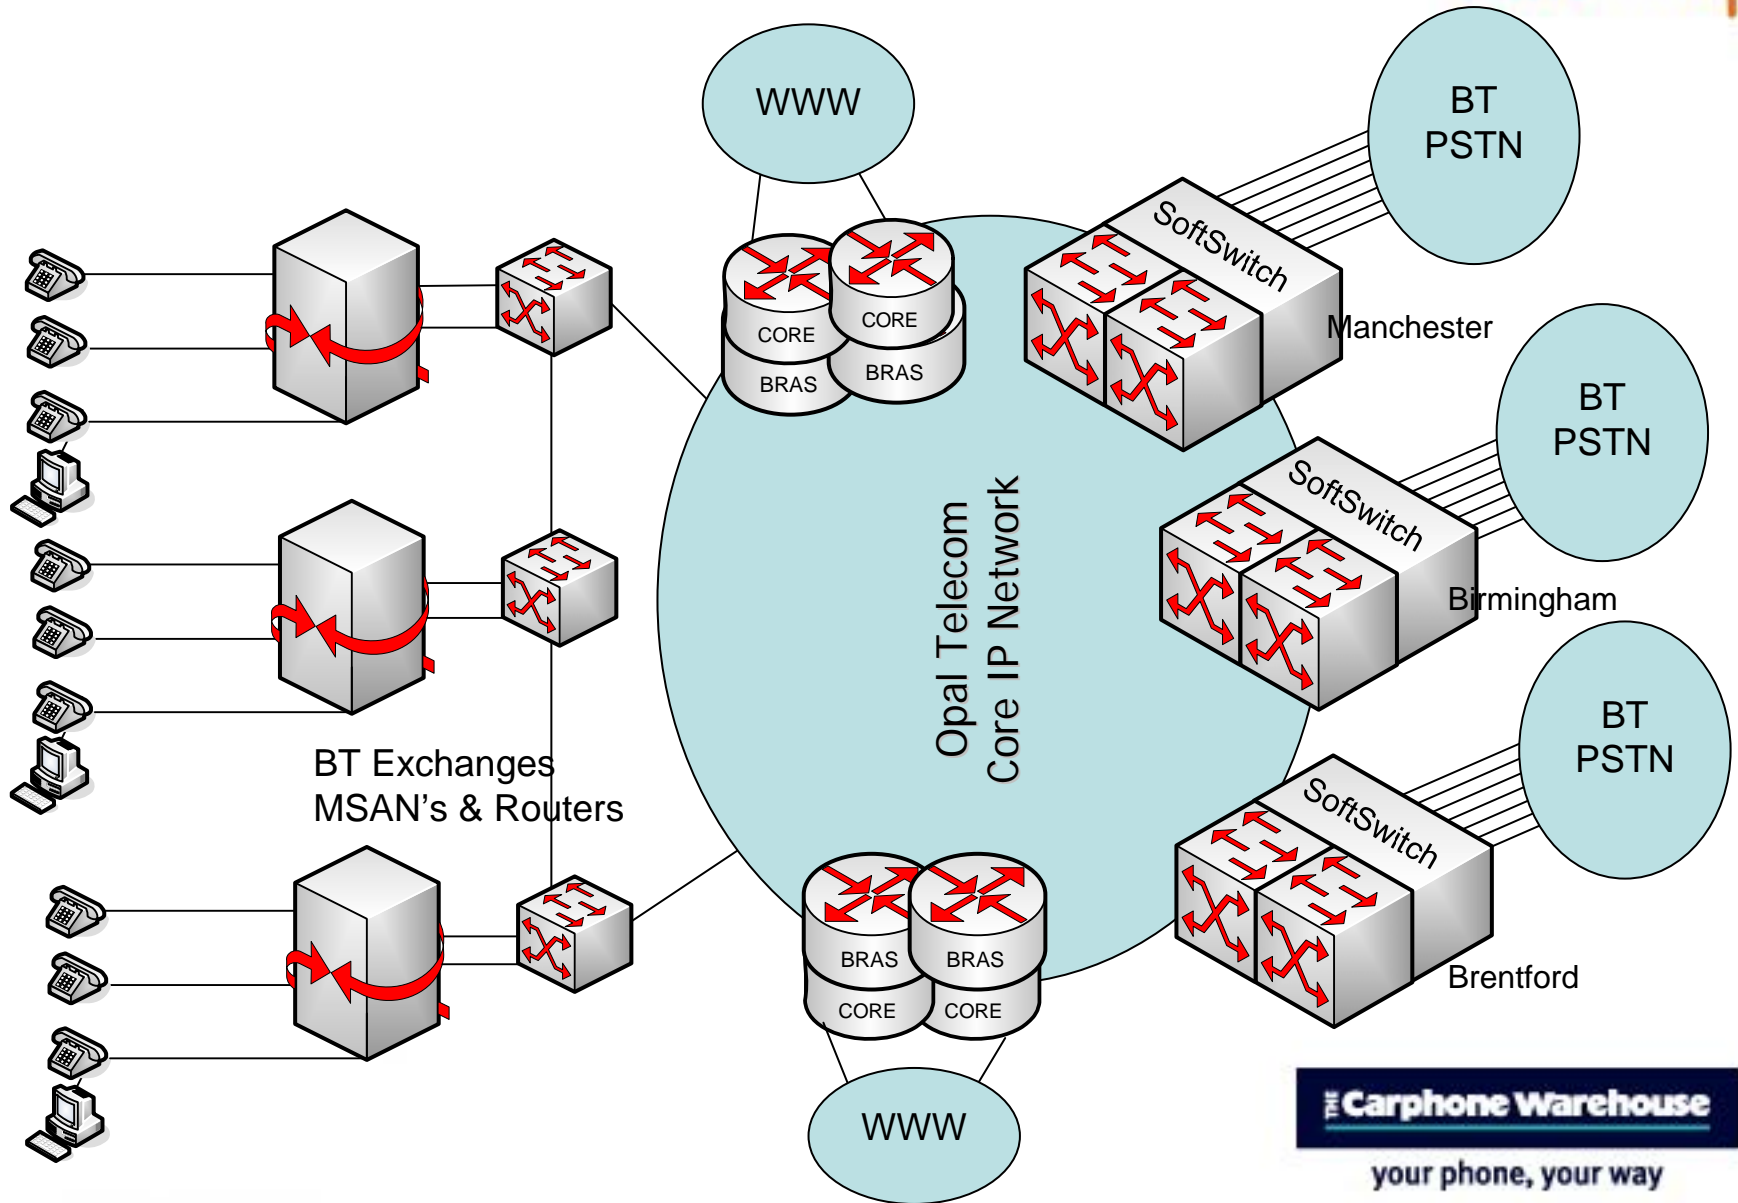 WWW
BT
PSTN
SoftSwitch
CORE
CORE
BRAS
BRAS
Manchester
BT
PSTN
SoftSwitch
Opal Telecom
Core IP Network
Birmingham
BT
PSTN
BT Exchanges
MSAN's & Routers
SoftSwitch
BRAS
BRAS
CORE
CORE
Brentford
WWW
THE Carphone Warehouse
your phone, your way